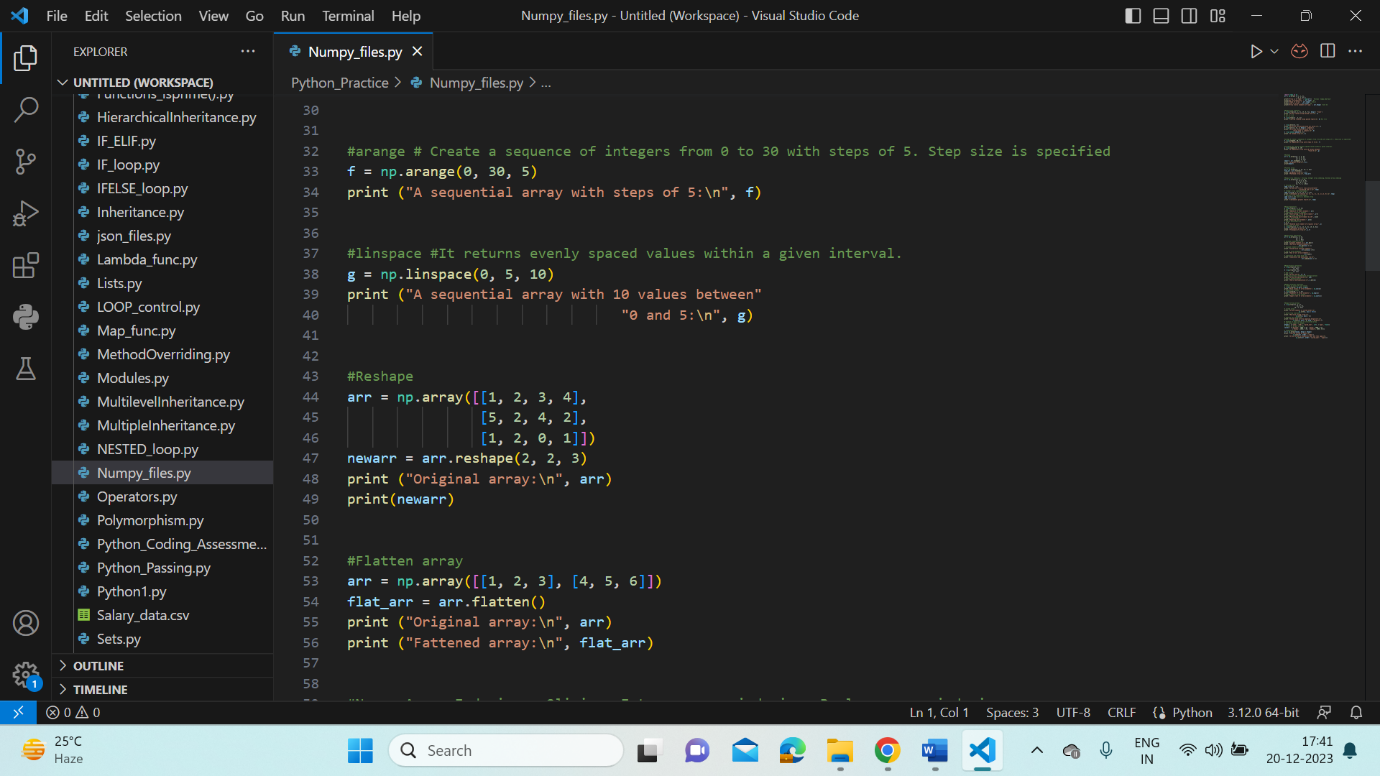 File Edit Selection View Go Run Terminal Help
Numpy_files.py - Untitled (Workspace) - Visual Studio Code
EXPLORER
UNTITLED (WORKSPACE)
Functions_isprime().py
HierarchicalInheritance.py
IF_ELIF.py
IF_loop.py
IFELSE_loop.py
Inheritance.py
json_files.py
Lambda_func.py
Lists.py
LOOP_control.py
Map_func.py
MethodOverriding.py
Modules.py
MultilevelInheritance.py
MultipleInheritance.py
NESTED_loop.py
Numpy_files.py
Operators.py
Polymorphism.py
Python_Coding_Assessme...
Python_Passing.py
Python1.py
Salary_data.csv
Sets.py
OUTLINE
TIMELINE
Numpy_files.py
Python_Practice > Numpy_files.py > ...
30
31
32 #arange # Create a sequence of integers from 0 to 30 with steps of 5. Step size is specified
33 f = np.arange(0, 30, 5)
34 print ("A sequential array with steps of 5:\n", f)
35
36
37 #linspace #It returns evenly spaced values within a given interval.
38 g = np.linspace(0, 5, 10)
39 print ("A sequential array with 10 values between"
40 "0 and 5:\n", g)
41
42
43 #Reshape
44 arr = np.array([[1, 2, 3, 4],
45 [5, 2, 4, 2],
46 [1, 2, 0, 1]])
47 newarr = arr.reshape(2, 2, 3)
48 print ("Original array:\n", arr)
49 print(newarr)
50
51
52 #Flatten array
53 arr = np.array([[1, 2, 3], [4, 5, 6]])
54 flat_arr = arr.flatten()
55 print ("Original array:\n", arr)
56 print ("Fattened array:\n", flat_arr)
57
58
1
0 0
Ln 1, Col 1 Spaces: 3 UTF-8 CRLF Python 3.12.0 64-bit
25°C
Haze
Search
ENG
IN
17:41
20-12-2023